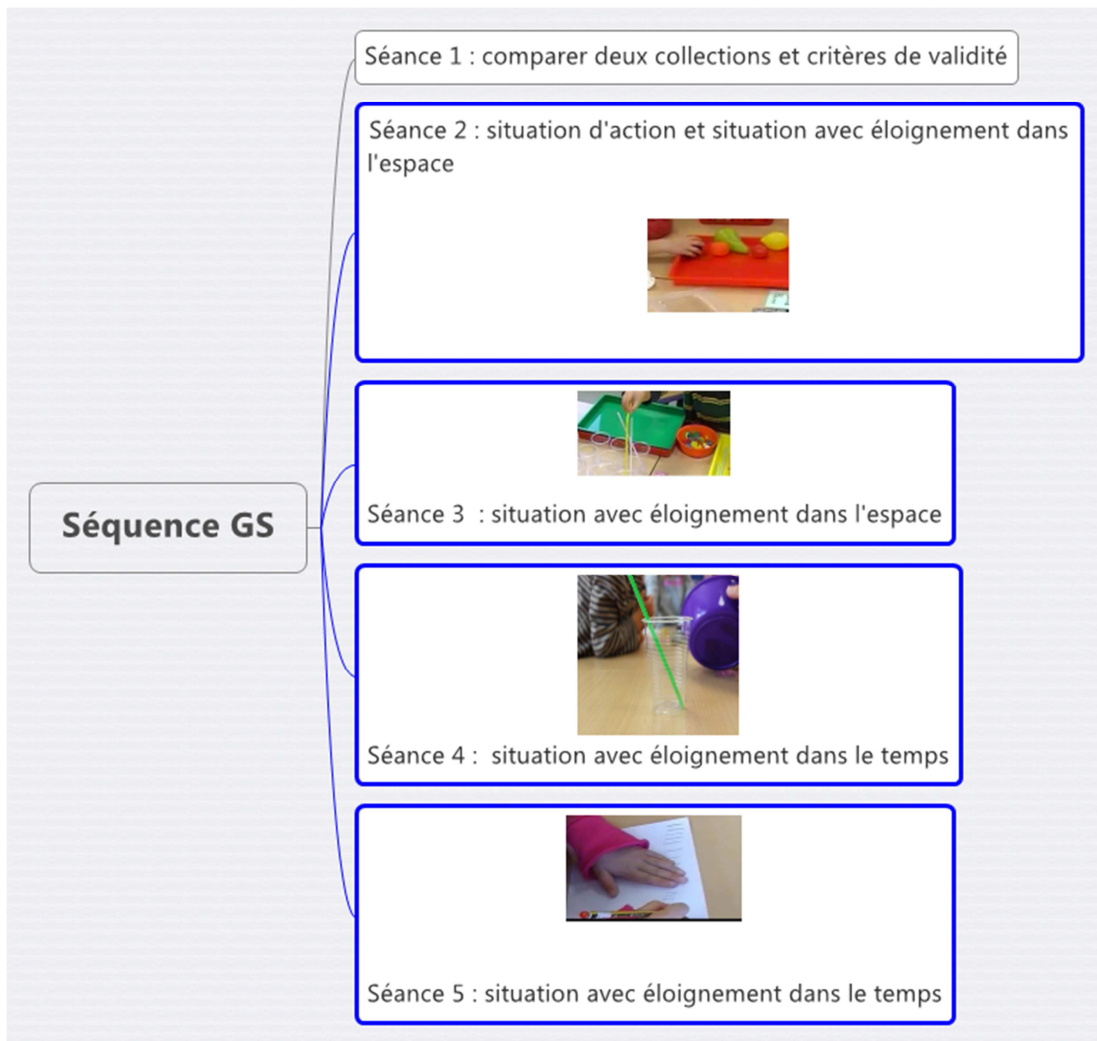 Séance 1 : comparer deux collections et critères de validité
Séance 2 : situation d'action et situation avec éloignement dans
l'espace
Séance 3 : situation avec éloignement dans l'espace
Séquence GS
Séance 4 : situation avec éloignement dans le temps
Séance 5 : situation avec éloignement dans le temps